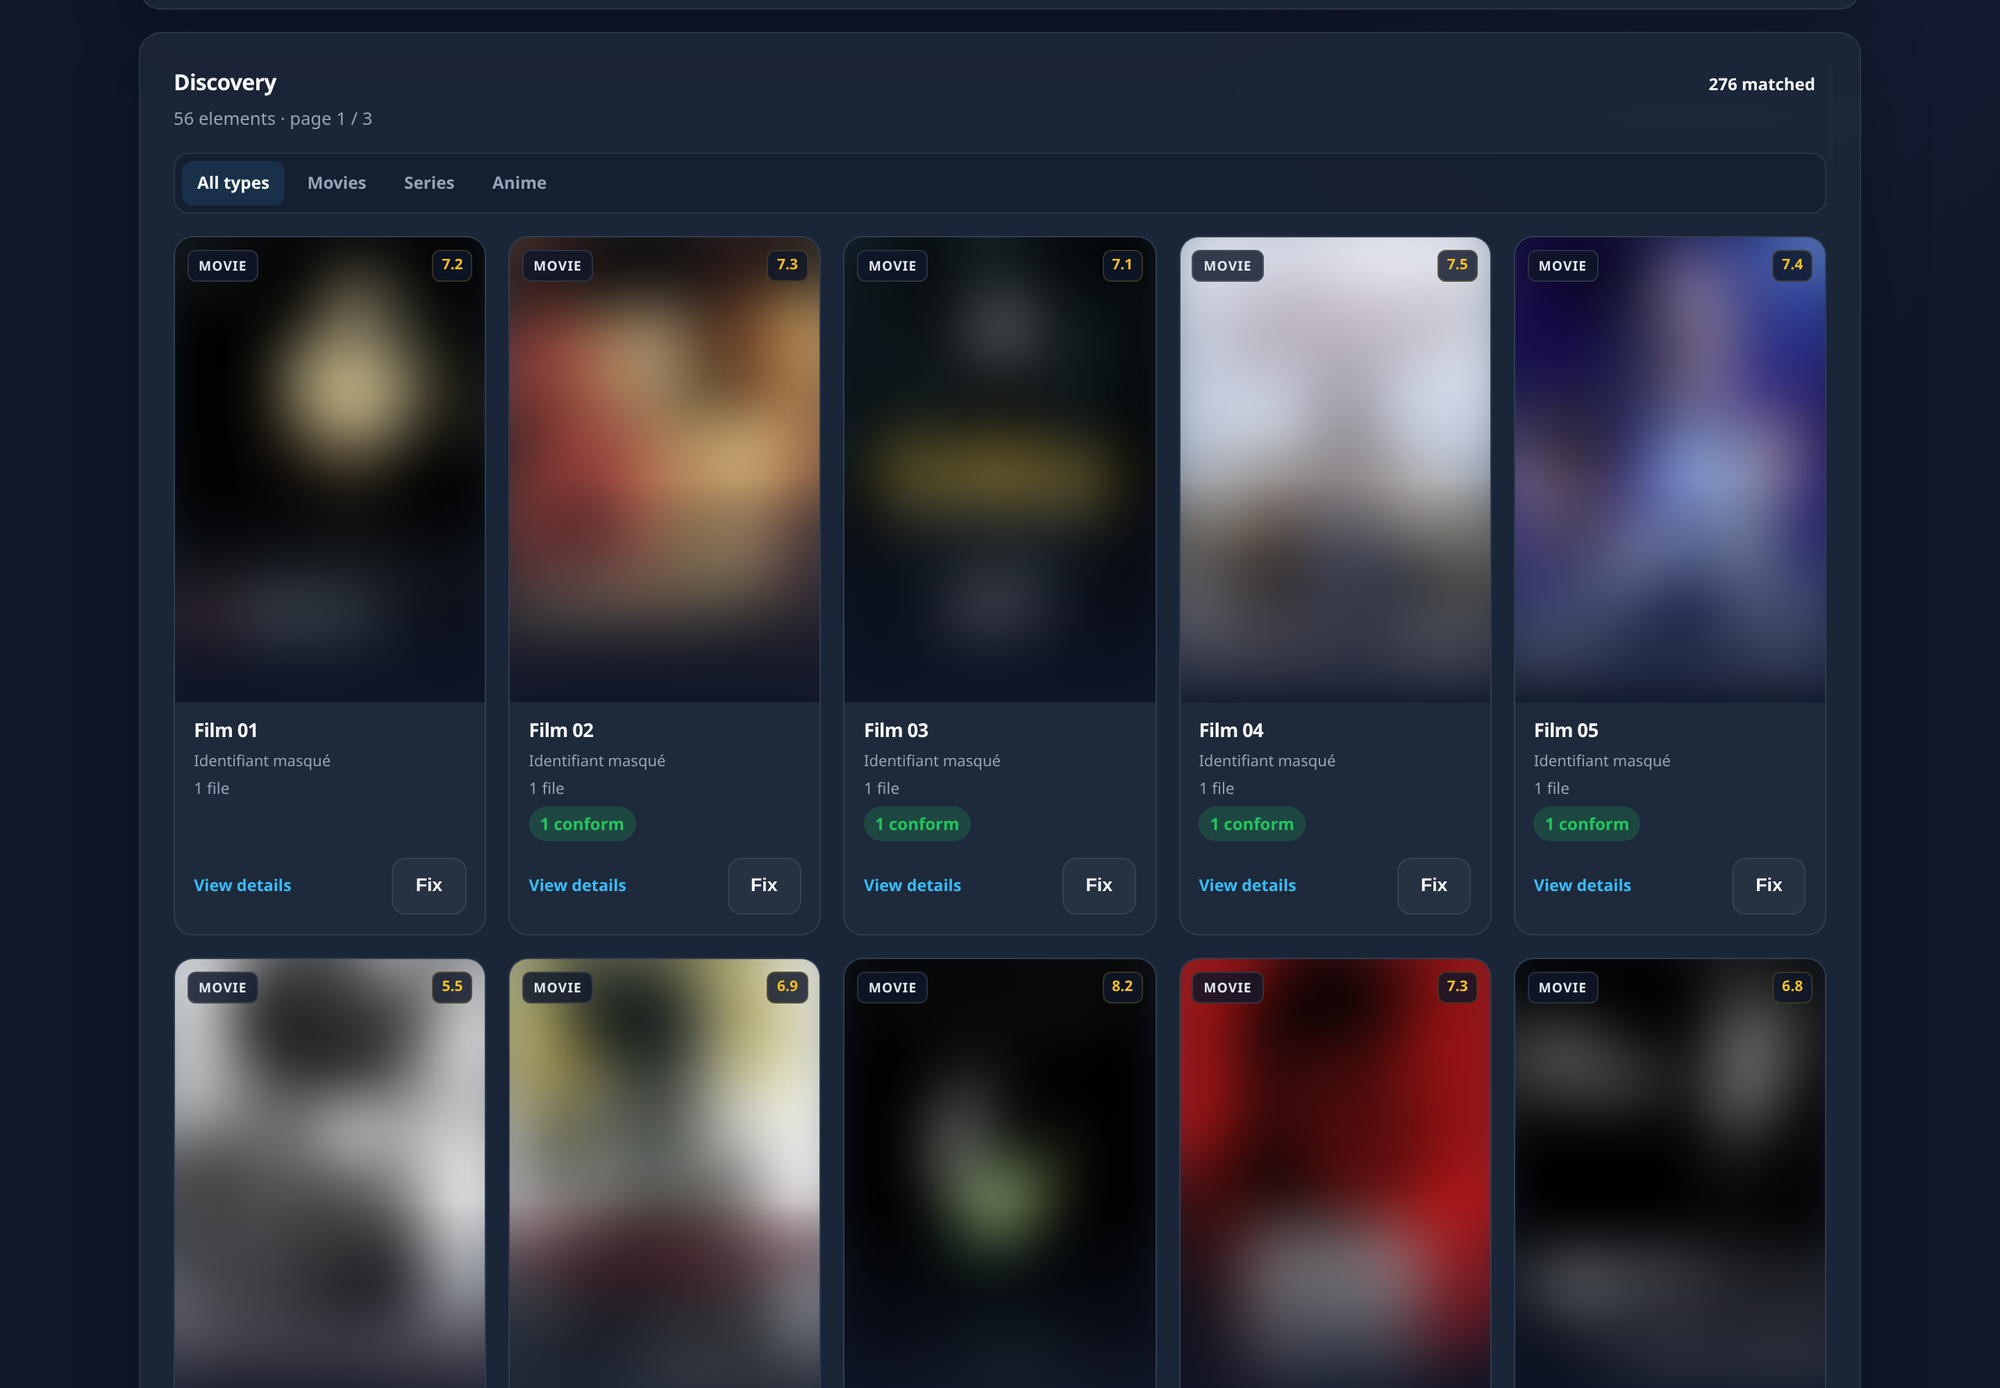 Discovery
276 matched
56 elements · page 1 / 3
All types Movies Series Anime
MOVIE 7.2
MOVIE 7.3
MOVIE 7.1
MOVIE 7.5
MOVIE 7.4
Film 01
Identifiant masqué
1 file
View details Fix
Film 02
Identifiant masqué
1 file
1 conform
View details Fix
Film 03
Identifiant masqué
1 file
1 conform
View details Fix
Film 04
Identifiant masqué
1 file
1 conform
View details Fix
Film 05
Identifiant masqué
1 file
1 conform
View details Fix
MOVIE 5.5
MOVIE 6.9
MOVIE 8.2
MOVIE 7.3
MOVIE 6.8